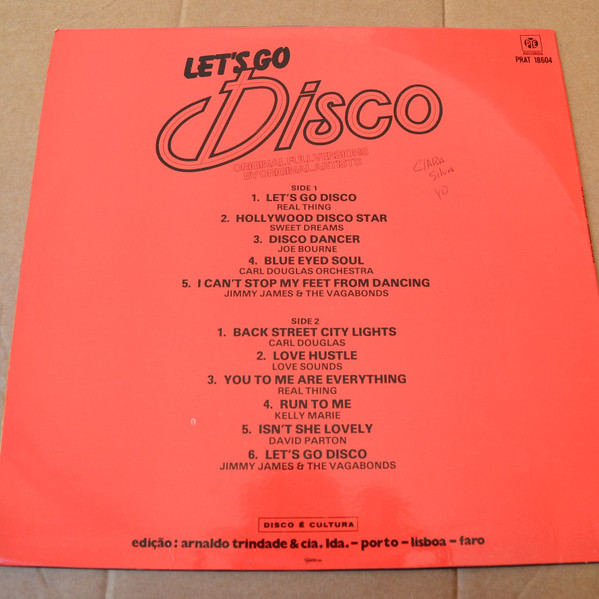 LET'S GO
Disco
PYE
RECORDS
PRAT 18604
ORIGINAL FULL VERSIONS
BY ORIGINAL ARTISTS
CLARA
Silva
SIDE 1
1. LET'S GO DISCO
REAL THING
2. HOLLYWOOD DISCO STAR
SWEET DREAMS
3. DISCO DANCER
JOE BOURNE
4. BLUE EYED SOUL
CARL DOUGLAS ORCHESTRA
5. I CAN'T STOP MY FEET FROM DANCING
JIMMY JAMES & THE VAGABONDS
SIDE 2
1. BACK STREET CITY LIGHTS
CARL DOUGLAS
2. LOVE HUSTLE
LOVE SOUNDS
3. YOU TO ME ARE EVERYTHING
REAL THING
4. RUN TO ME
KELLY MARIE
5. ISN'T SHE LOVELY
DAVID PARTON
6. LET'S GO DISCO
JIMMY JAMES & THE VAGABONDS
DISCO É CULTURA
edição: arnaldo trindade & cia. lda. – porto – lisboa – faro